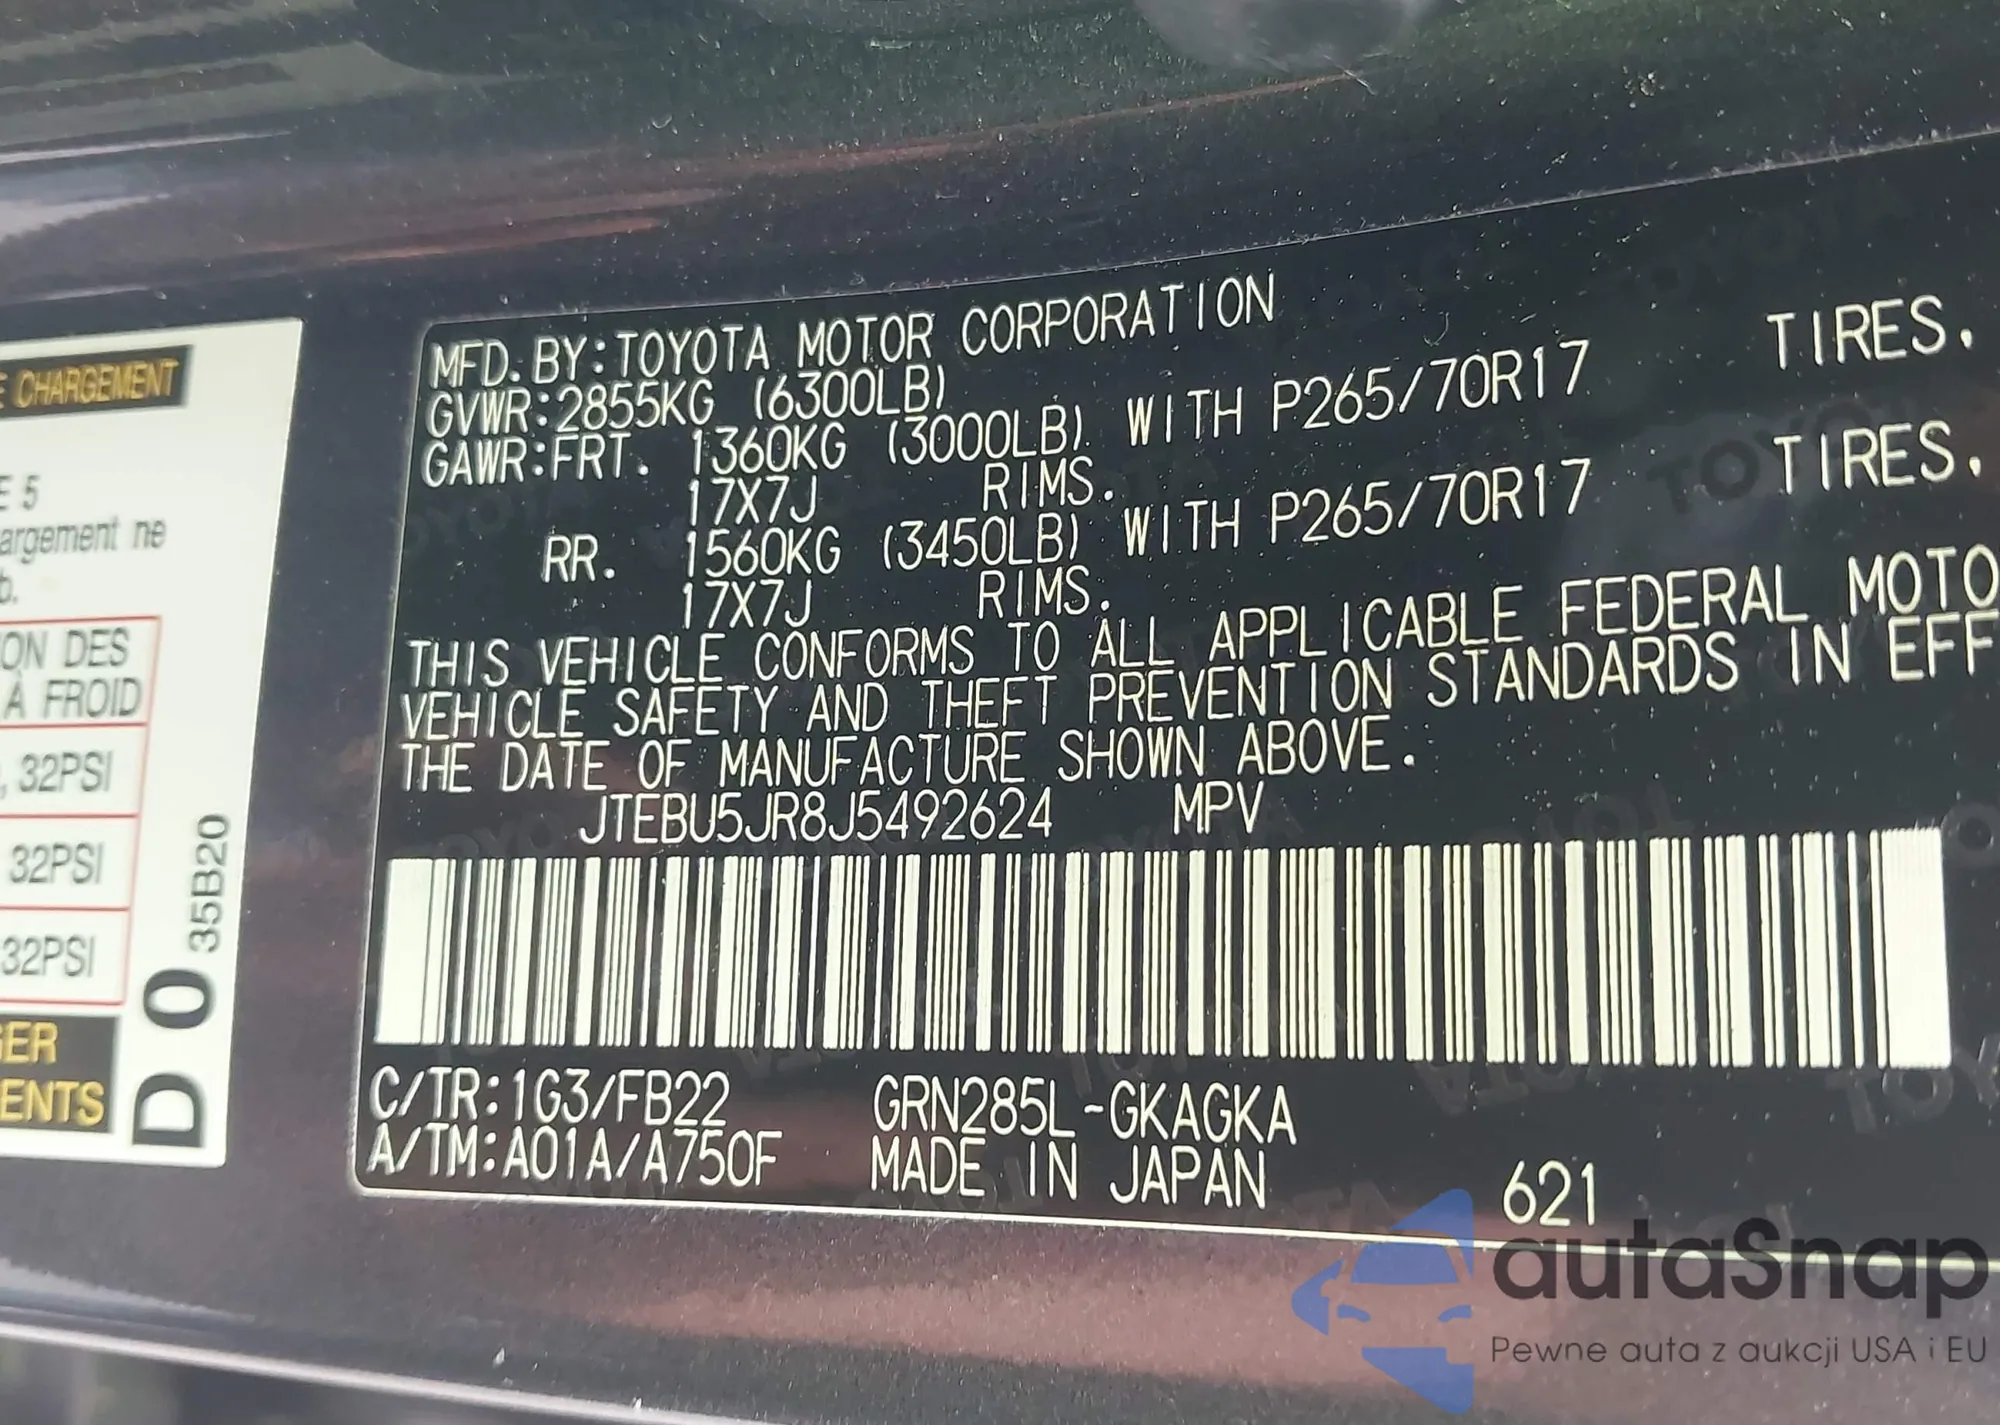 E CHARGEMENT
E 5
argement ne
b.
ION DES
À FROID
, 32PSI
32PSI
32PSI
GER
ENTS
D O 35B20
MFD. BY:TOYOTA MOTOR CORPORATION
GVWR:2855KG (6300LB)
GAWR:FRT. 1360KG (3000LB) WITH P265/70R17 TIRES,
17X7J RIMS.
RR. 1560KG (3450LB) WITH P265/70R17 TIRES,
17X7J RIMS.
THIS VEHICLE CONFORMS TO ALL APPLICABLE FEDERAL MOTO
VEHICLE SAFETY AND THEFT PREVENTION STANDARDS IN EFF
THE DATE OF MANUFACTURE SHOWN ABOVE.
JTEBU5JR8J5492624 MPV
C/TR:1G3/FB22 GRN285L-GKAGKA
A/TM:A01A/A750F MADE IN JAPAN 621
autaSnap
Pewne auta z aukcji USA i EU